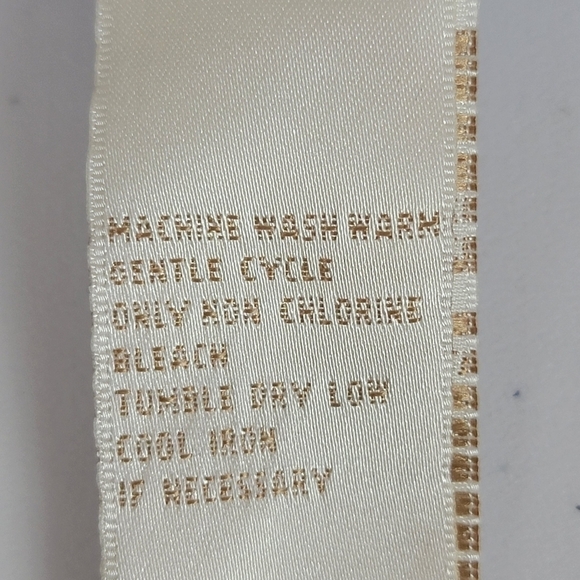 MACHINE WASH WARM
GENTLE CYCLE
ONLY NON CHLORINE
BLEACH
TUMBLE DRY LOW
COOL IRON
IF NECESSARY